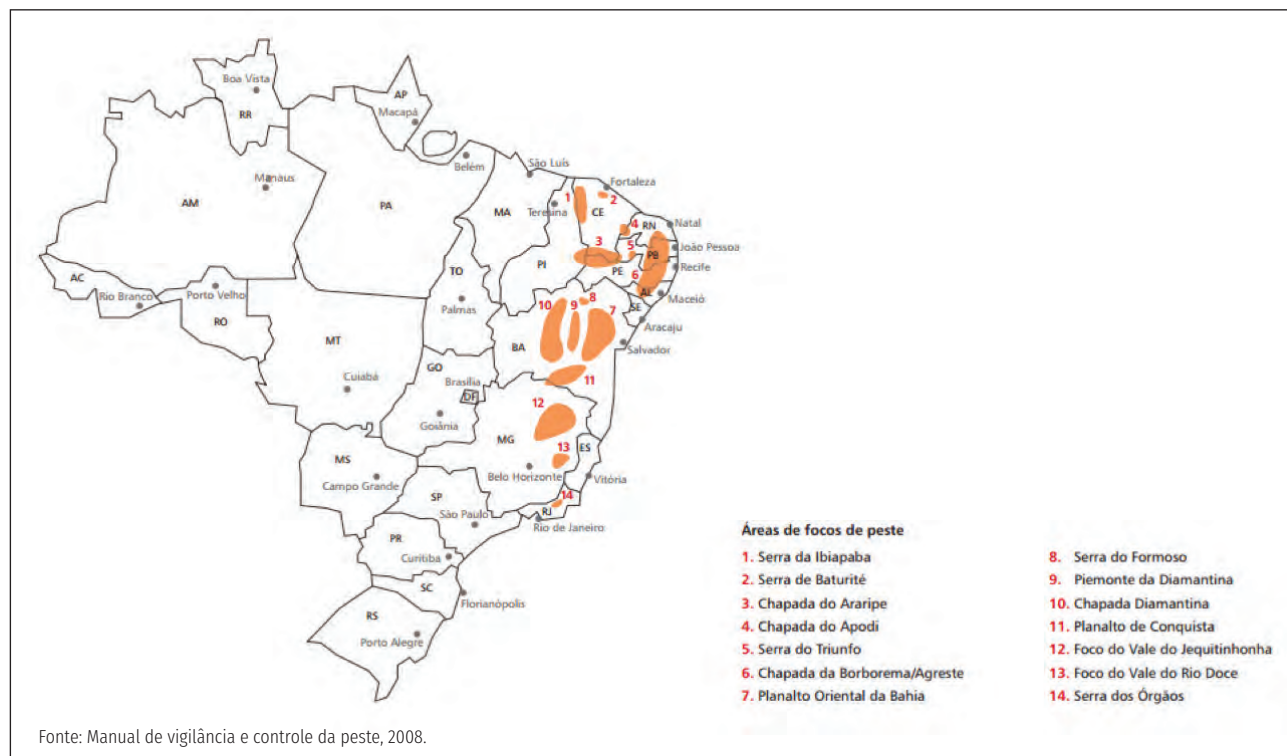 Boa Vista
RR
AP
Macapá
Belém
São Luís
Fortaleza
Manaus
AM
PA
MA
Teresina
1
2
CE
4
RN
Natal
3
5
PB
João Pessoa
PI
PE
Recife
6
AC
Rio Branco
Porto Velho
RO
TO
Palmas
AL
Maceió
SE
Aracaju
10
9
8
7
MT
BA
Salvador
Cuiabá
GO
Brasília
DF
Goiânia
11
12
MG
13
ES
Belo Horizonte
Vitória
MS
Campo Grande
14
SP
São Paulo
RJ
Rio de Janeiro
PR
Curitiba
SC
Florianópolis
RS
Porto Alegre
Áreas de focos de peste
1. Serra da Ibiapaba
2. Serra de Baturité
3. Chapada do Araripe
4. Chapada do Apodi
5. Serra do Triunfo
6. Chapada da Borborema/Agreste
7. Planalto Oriental da Bahia
8. Serra do Formoso
9. Piemonte da Diamantina
10. Chapada Diamantina
11. Planalto de Conquista
12. Foco do Vale do Jequitinhonha
13. Foco do Vale do Rio Doce
14. Serra dos Órgãos
Fonte: Manual de vigilância e controle da peste, 2008.